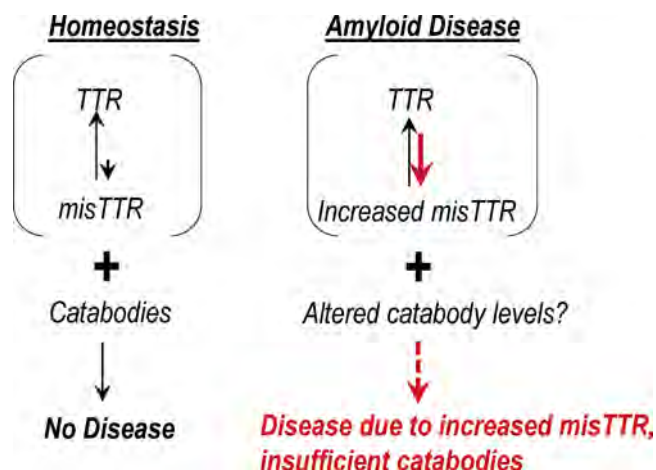 Homeostasis
TTR
misTTR
+
Catabodies
No Disease
Amyloid Disease
TTR
Increased misTTR
+
Altered catabody levels?
Disease due to increased misTTR,
insufficient catabodies